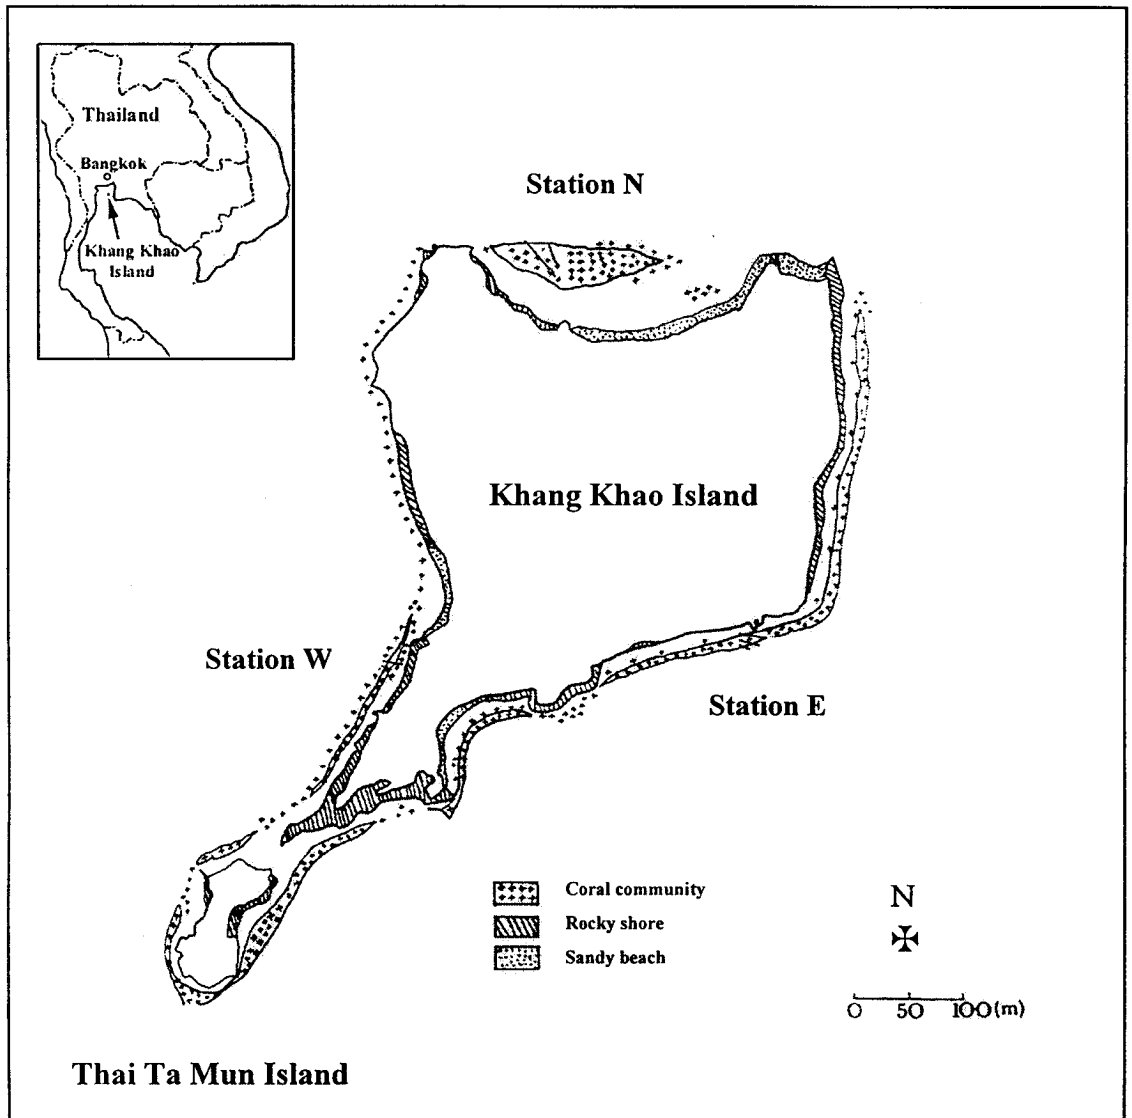 Thailand
Bangkok
Khang Khao
Island
Station N
Khang Khao Island
Station W
Station E
Coral community
Rocky shore
Sandy beach
N
0 50 100(m)
Thai Ta Mun Island